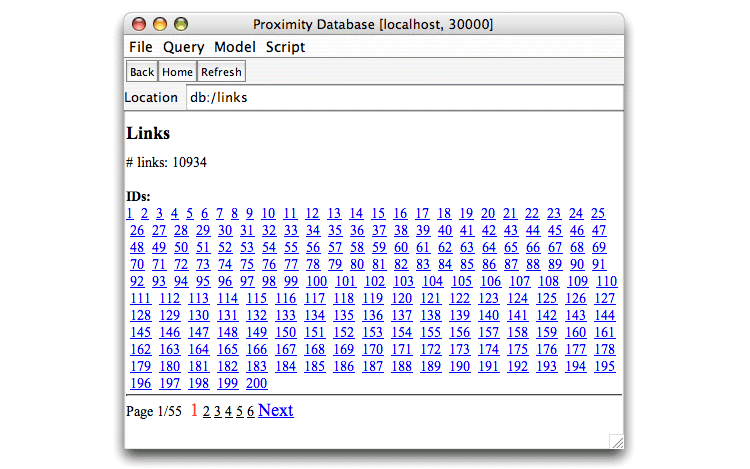 Proximity Database [localhost, 30000]
File Query Model Script
Back Home Refresh
Location db:/links
Links
# links: 10934
IDs:
1 2 3 4 5 6 7 8 9 10 11 12 13 14 15 16 17 18 19 20 21 22 23 24 25
26 27 28 29 30 31 32 33 34 35 36 37 38 39 40 41 42 43 44 45 46 47
48 49 50 51 52 53 54 55 56 57 58 59 60 61 62 63 64 65 66 67 68 69
70 71 72 73 74 75 76 77 78 79 80 81 82 83 84 85 86 87 88 89 90 91
92 93 94 95 96 97 98 99 100 101 102 103 104 105 106 107 108 109 110
111 112 113 114 115 116 117 118 119 120 121 122 123 124 125 126 127
128 129 130 131 132 133 134 135 136 137 138 139 140 141 142 143 144
145 146 147 148 149 150 151 152 153 154 155 156 157 158 159 160 161
162 163 164 165 166 167 168 169 170 171 172 173 174 175 176 177 178
179 180 181 182 183 184 185 186 187 188 189 190 191 192 193 194 195
196 197 198 199 200
Page 1/55 1 2 3 4 5 6 Next